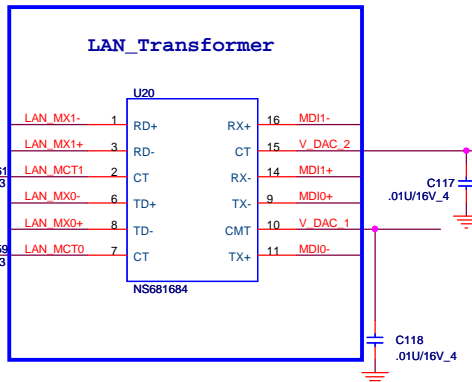 LAN_Transformer
U20
LAN_MX1- 1 RD+ RX+ 16 MDI1-
LAN_MX1+ 3 RD- CT 15 V_DAC_2
LAN_MCT1 2 CT RX- 14 MDI1+
LAN_MX0- 6 TD+ TX- 9 MDI0+
LAN_MX0+ 8 TD- CMT 10 V_DAC_1
LAN_MCT0 7 CT TX+ 11 MDI0-
NS681684
C117
.01U/16V_4
C118
.01U/16V_4